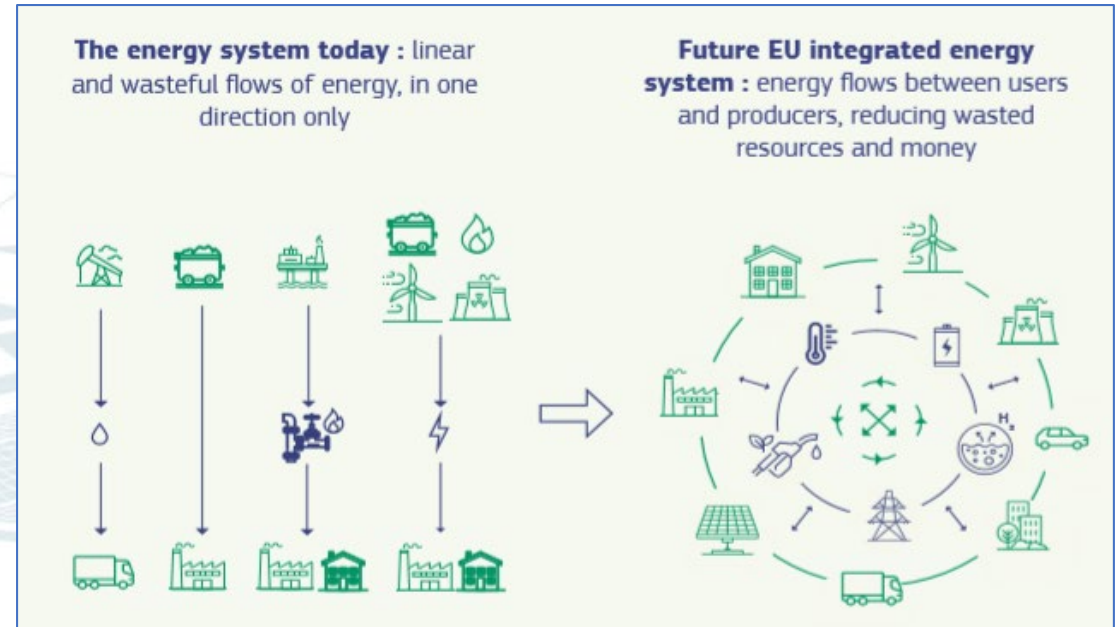 The energy system today : linear
and wasteful flows of energy, in one
direction only
Future EU integrated energy
system : energy flows between users
and producers, reducing wasted
resources and money
H₂